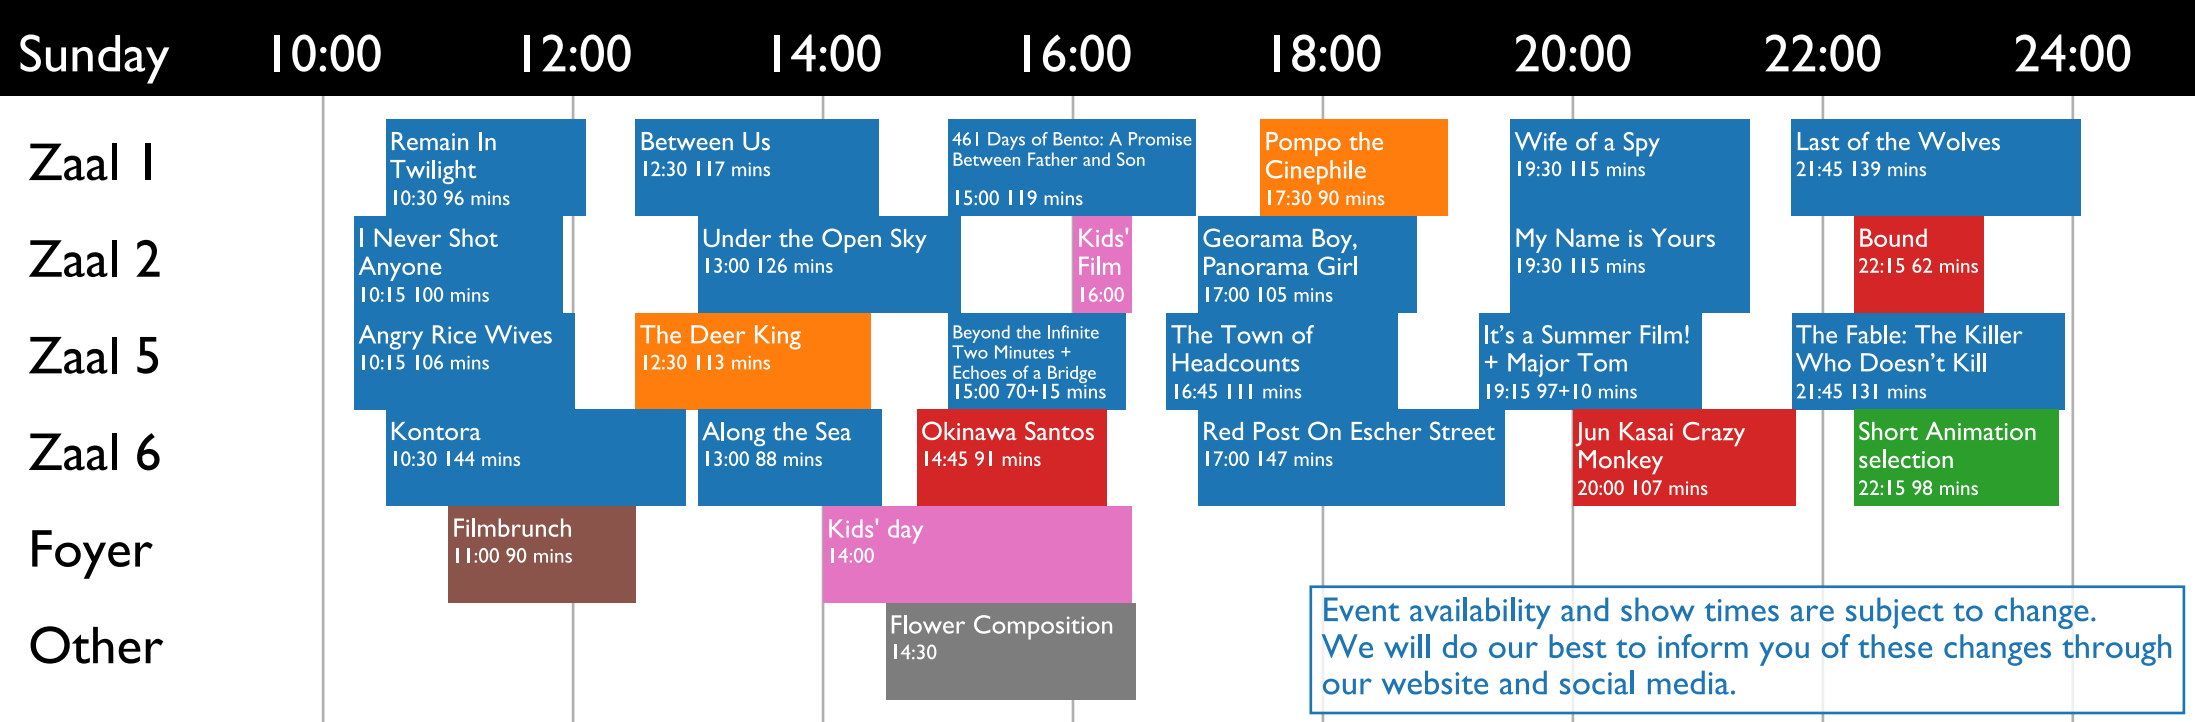 Sunday 10:00 12:00 14:00 16:00 18:00 20:00 22:00 24:00
Zaal 1
Remain In
Twilight
10:30 96 mins
Between Us
12:30 117 mins
461 Days of Bento: A Promise
Between Father and Son
15:00 119 mins
Pompo the
Cinephile
17:30 90 mins
Wife of a Spy
19:30 115 mins
Last of the Wolves
21:45 139 mins
Zaal 2
I Never Shot
Anyone
10:15 100 mins
Under the Open Sky
13:00 126 mins
Kids'
Film
16:00
Georama Boy,
Panorama Girl
17:00 105 mins
My Name is Yours
19:30 115 mins
Bound
22:15 62 mins
Zaal 5
Angry Rice Wives
10:15 106 mins
The Deer King
12:30 113 mins
Beyond the Infinite
Two Minutes +
Echoes of a Bridge
15:00 70+15 mins
The Town of
Headcounts
16:45 111 mins
It's a Summer Film!
+ Major Tom
19:15 97+10 mins
The Fable: The Killer
Who Doesn't Kill
21:45 131 mins
Zaal 6
Kontora
10:30 144 mins
Along the Sea
13:00 88 mins
Okinawa Santos
14:45 91 mins
Red Post On Escher Street
17:00 147 mins
Jun Kasai Crazy
Monkey
20:00 107 mins
Short Animation
selection
22:15 98 mins
Foyer
Filmbrunch
11:00 90 mins
Kids' day
14:00
Other
Flower Composition
14:30
Event availability and show times are subject to change.
We will do our best to inform you of these changes through
our website and social media.